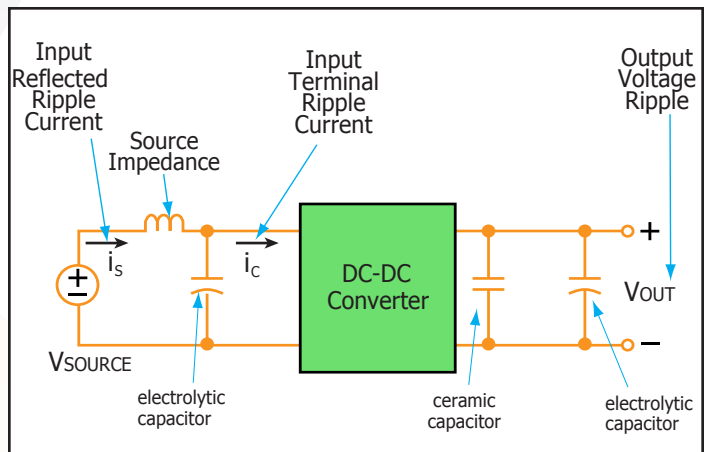 Input
Reflected
Ripple
Current
Source
Impedance
Input
Terminal
Ripple
Current
Output
Voltage
Ripple
iS
iC
+
−
VSOURCE
electrolytic
capacitor
DC-DC
Converter
ceramic
capacitor
electrolytic
capacitor
+
VOUT
−